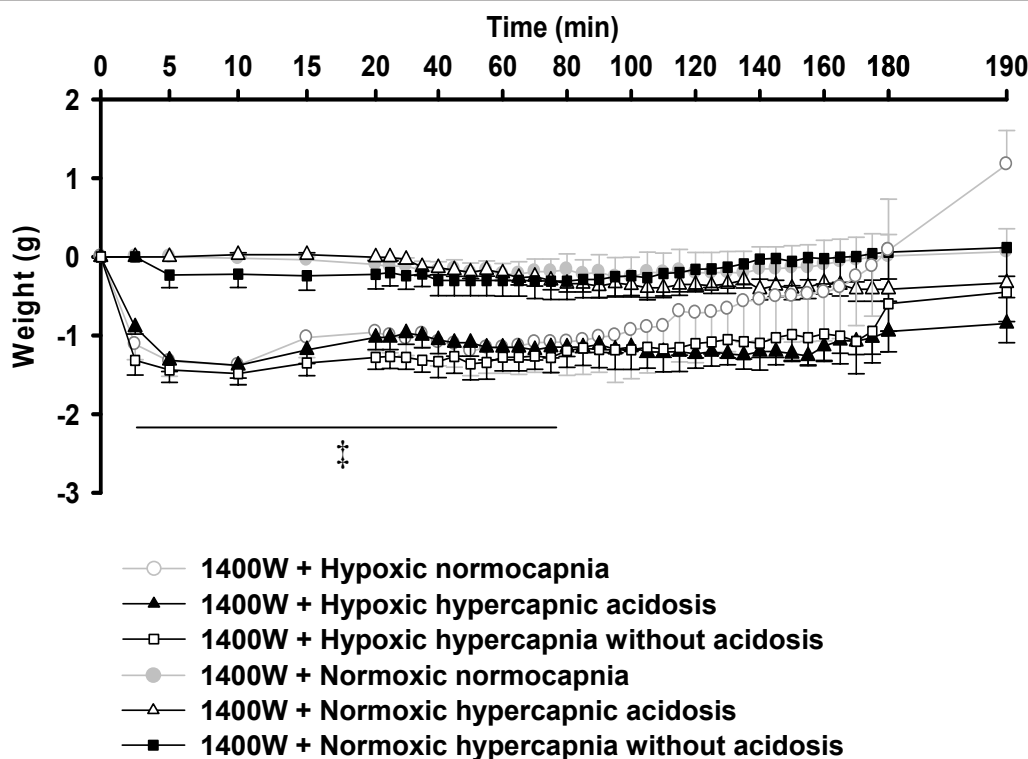 Time (min)
0 5 10 15 20 40 60 80 100 120 140 160 180 190
2
1
0
-1
-2
-3
Weight (g)
‡
1400W + Hypoxic normocapnia
1400W + Hypoxic hypercapnic acidosis
1400W + Hypoxic hypercapnia without acidosis
1400W + Normoxic normocapnia
1400W + Normoxic hypercapnic acidosis
1400W + Normoxic hypercapnia without acidosis